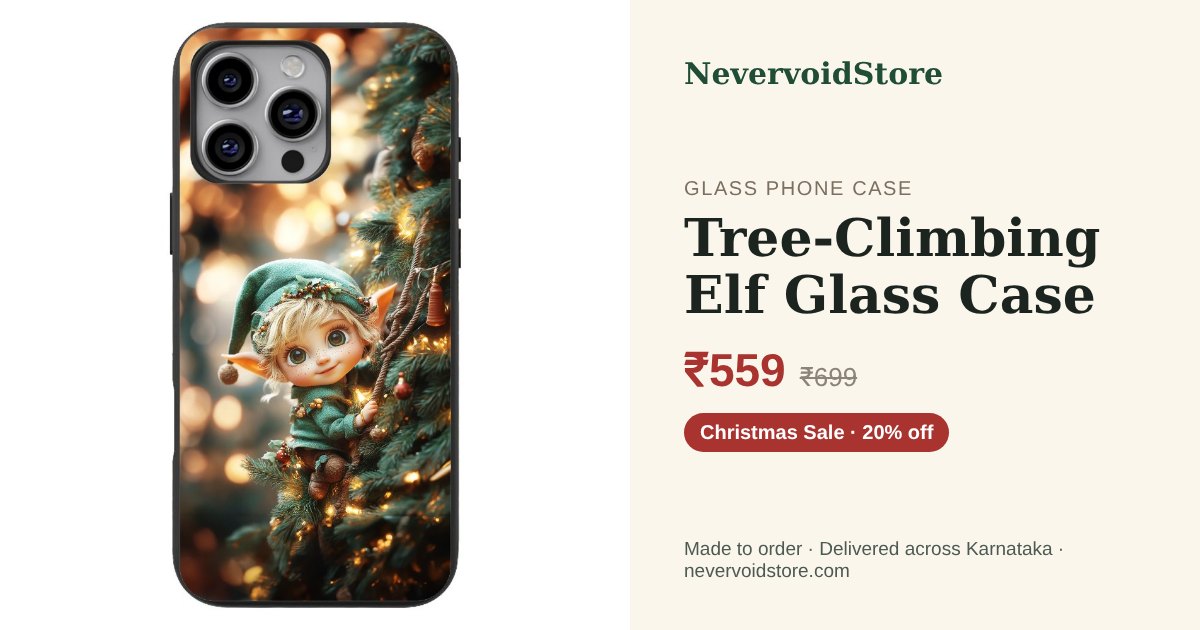 NevervoidStore
GLASS PHONE CASE
Tree-Climbing
Elf Glass Case
₹559 ₹699
Christmas Sale · 20% off
Made to order · Delivered across Karnataka ·
nevervoidstore.com